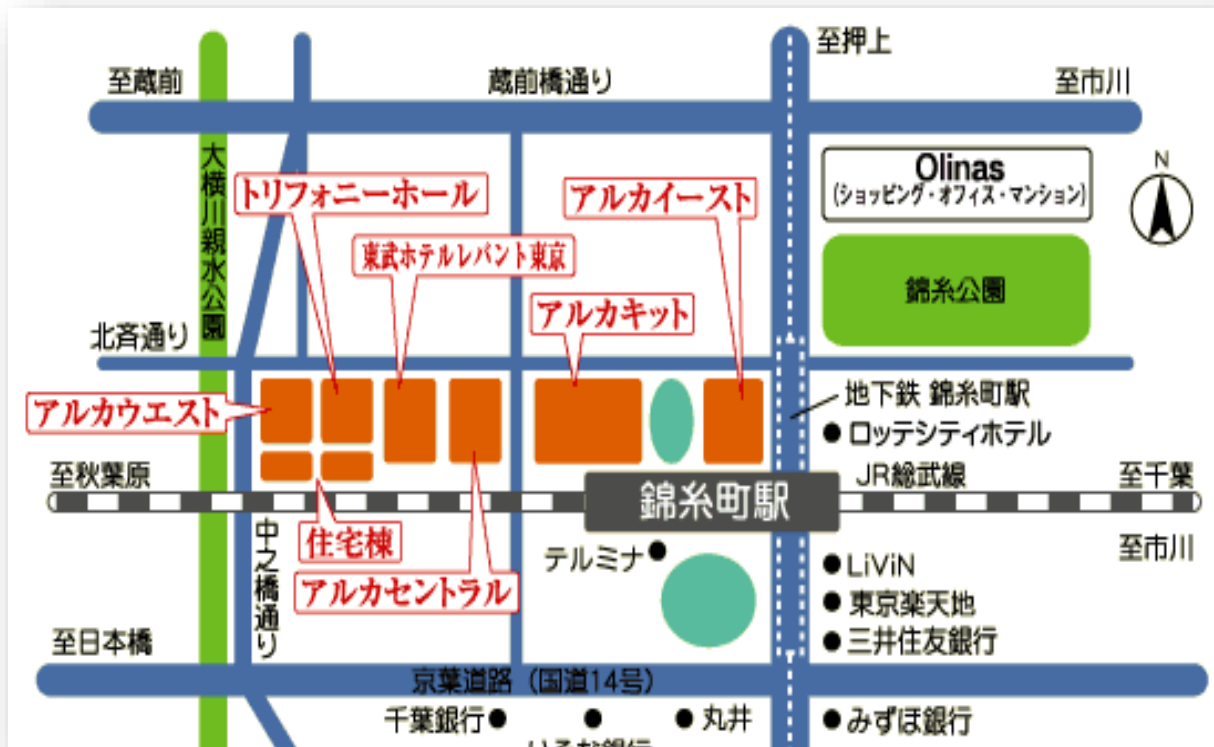 至押上
至蔵前
蔵前橋通り
至市川
大横川親水公園
トリフォニーホール
アルカイースト
Olinas
(ショッピング・オフィス・マンション)
N
東武ホテルレバント東京
アルカキット
錦糸公園
北斉通り
アルカウエスト
地下鉄 錦糸町駅
ロッテシティホテル
至秋葉原
JR総武線
至千葉
錦糸町駅
中之橋通り
住宅棟
アルカセントラル
テルミナ
至市川
LiViN
東京楽天地
三井住友銀行
至日本橋
京葉道路(国道14号)
千葉銀行
丸井
みずほ銀行